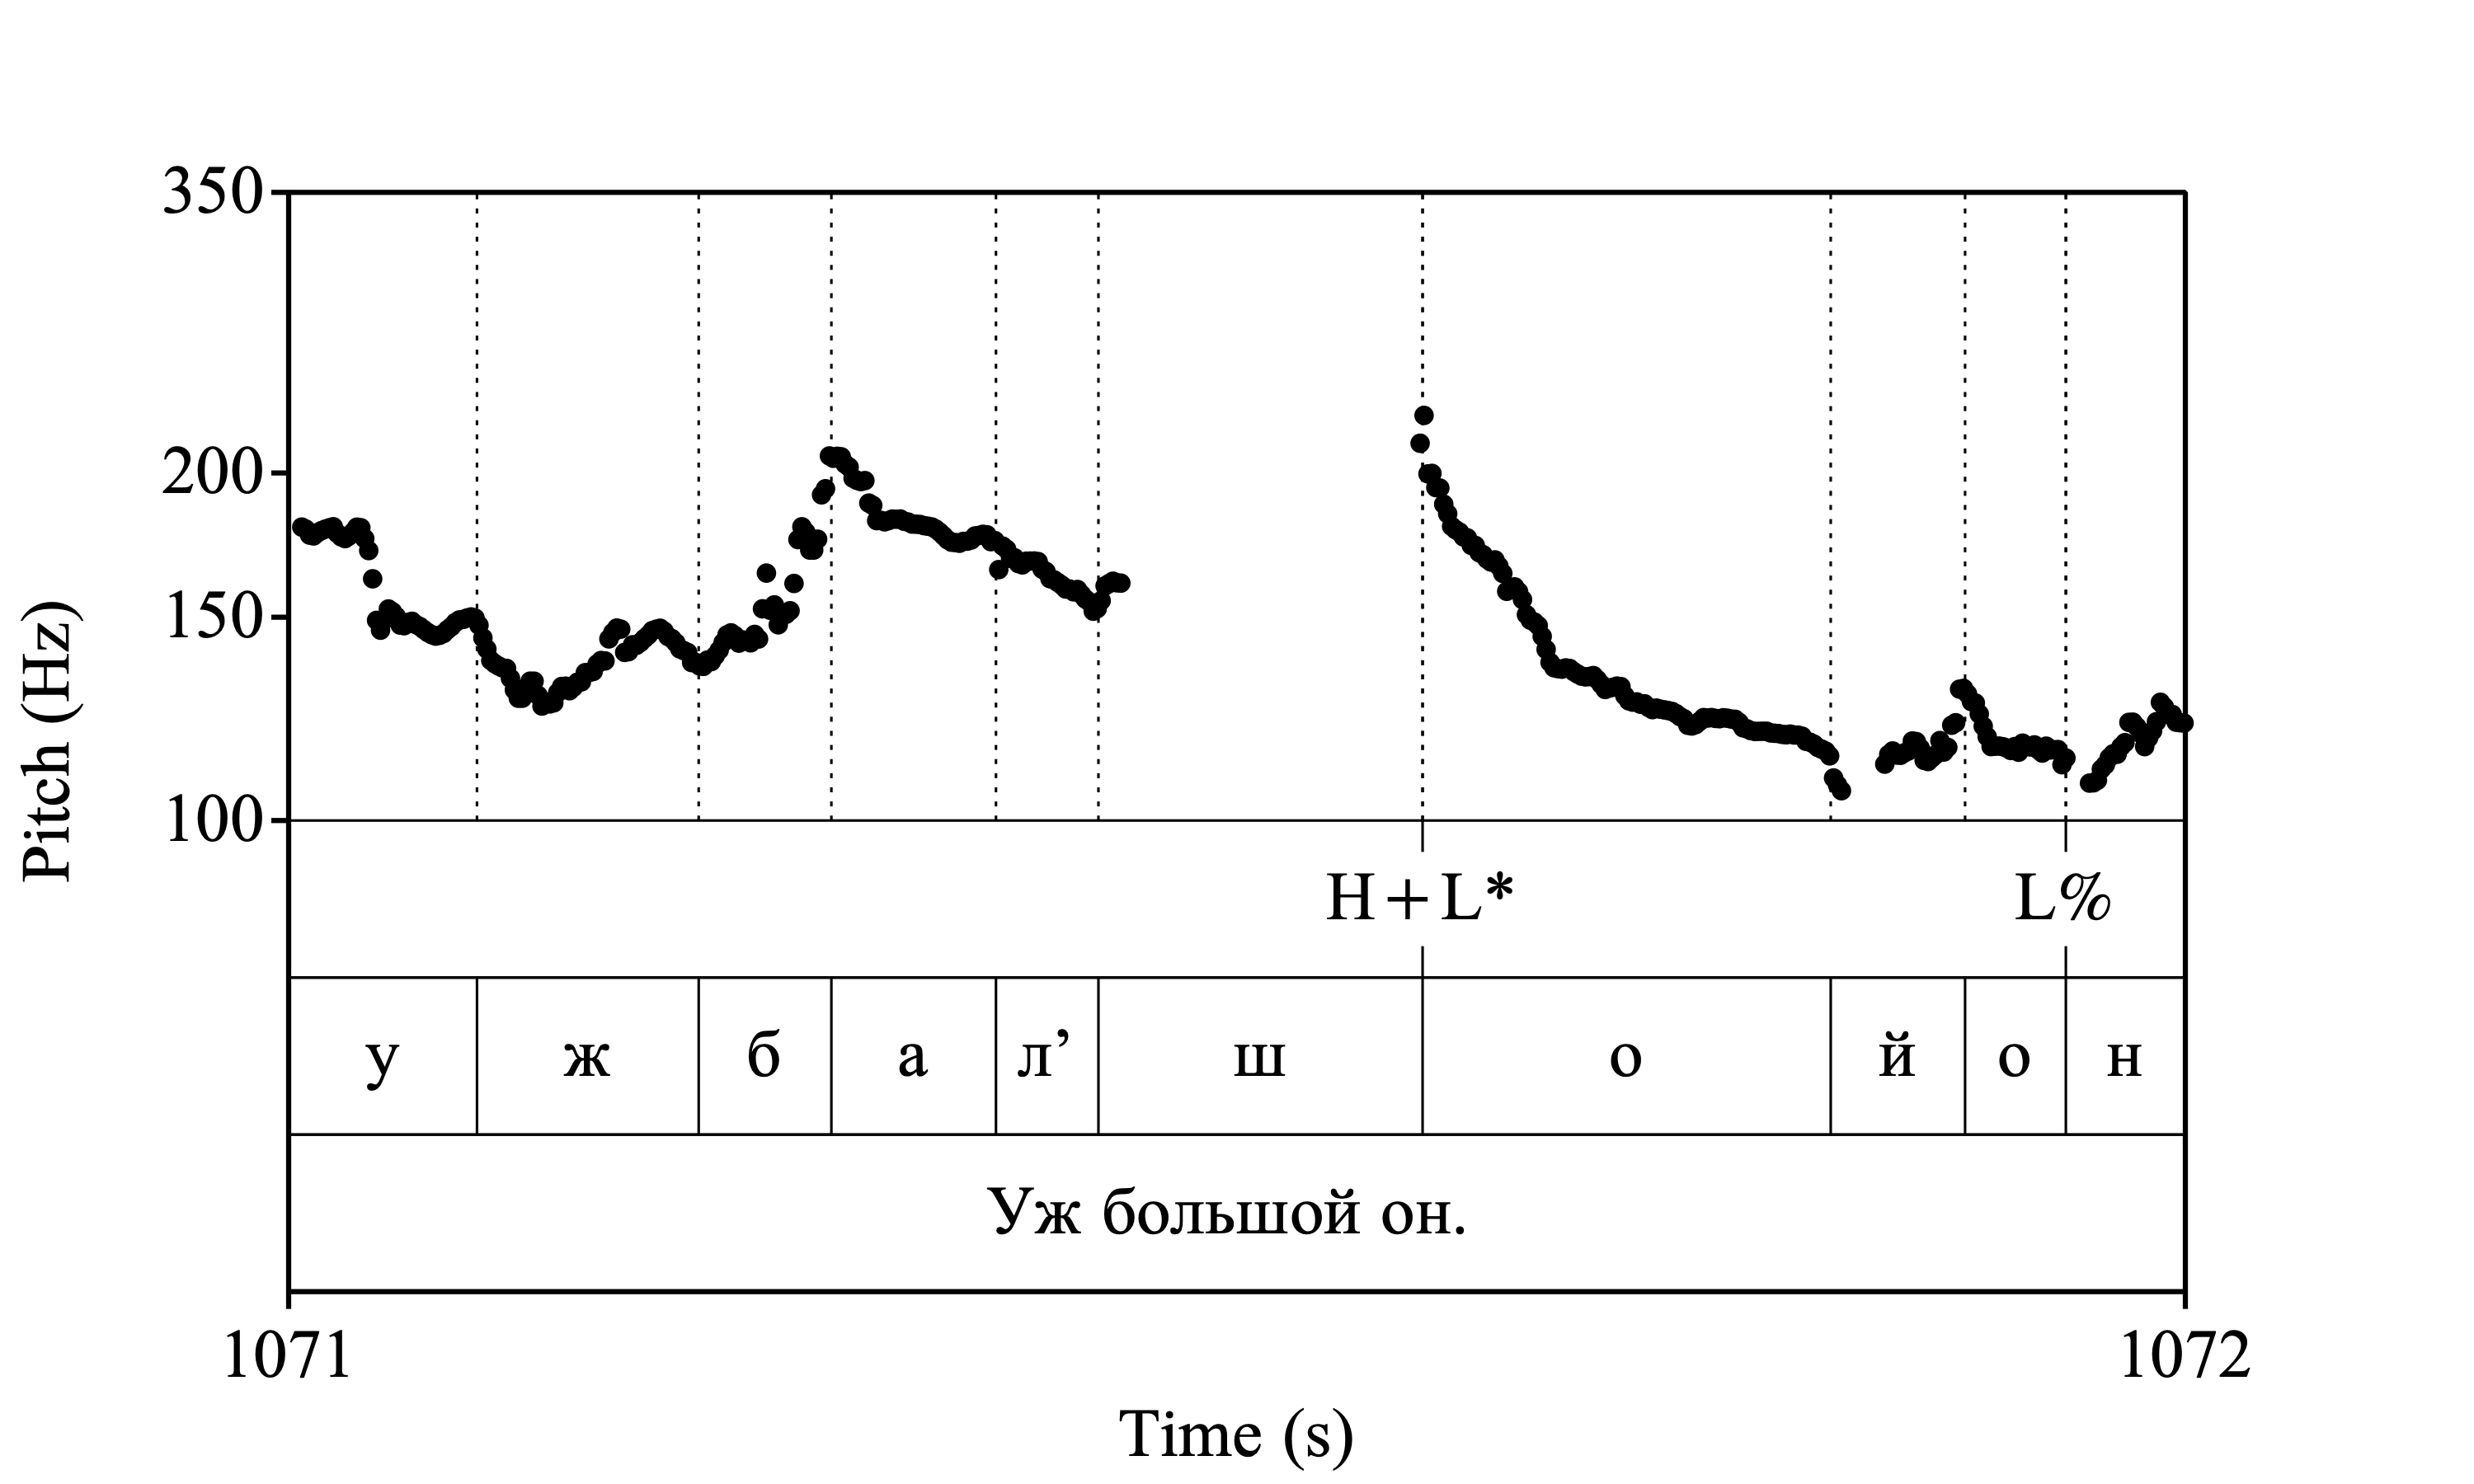 350
200
150
100
Pitch (Hz)
H+L* L%
у ж б а л’ ш о й о н
Уж большой он.
1071 1072
Time (s)